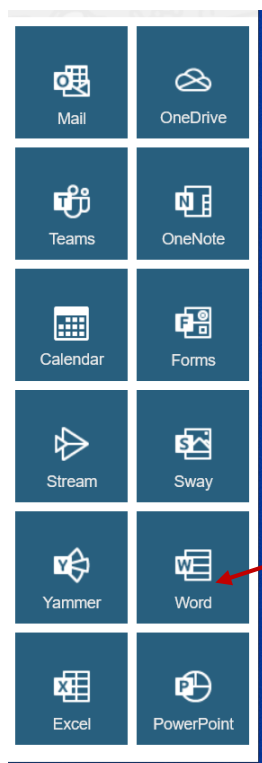 Mail
OneDrive
Teams
OneNote
Calendar
Forms
Stream
Sway
Yammer
Word
Excel
PowerPoint